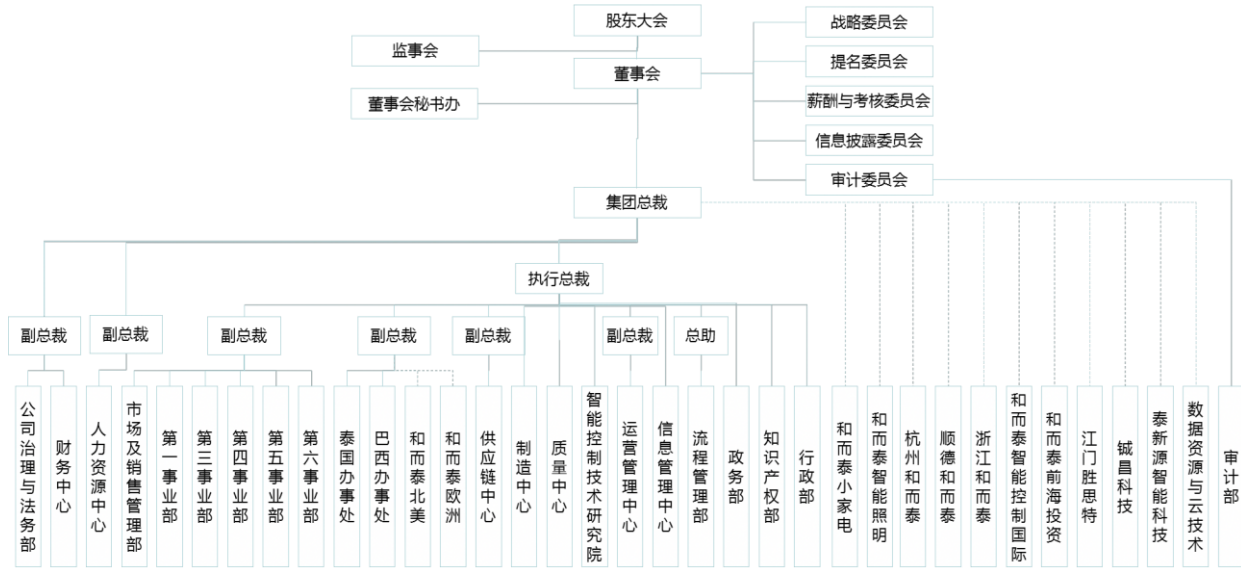 股东大会
战略委员会
监事会
提名委员会
董事会
薪酬与考核委员会
董事会秘书办
信息披露委员会
审计委员会
集团总裁
执行总裁
副总裁
副总裁
副总裁
副总裁
副总裁
副总裁
总助
公司治理与法务部
财务中心
人力资源中心
市场及销售管理部
第一事业部
第三事业部
第四事业部
第五事业部
第六事业部
泰国办事处
巴西办事处
和而泰北美
和而泰欧洲
供应链中心
制造中心
质量中心
智能控制技术研究院
运营管理中心
信息管理中心
流程管理部
政务部
知识产权部
行政部
和而泰小家电
和而泰智能照明
杭州和而泰
顺德和而泰
浙江和而泰
和而泰智能控制国际
和而泰前海投资
江门胜思特
铖昌科技
泰新源智能科技
数据资源与云技术
审计部